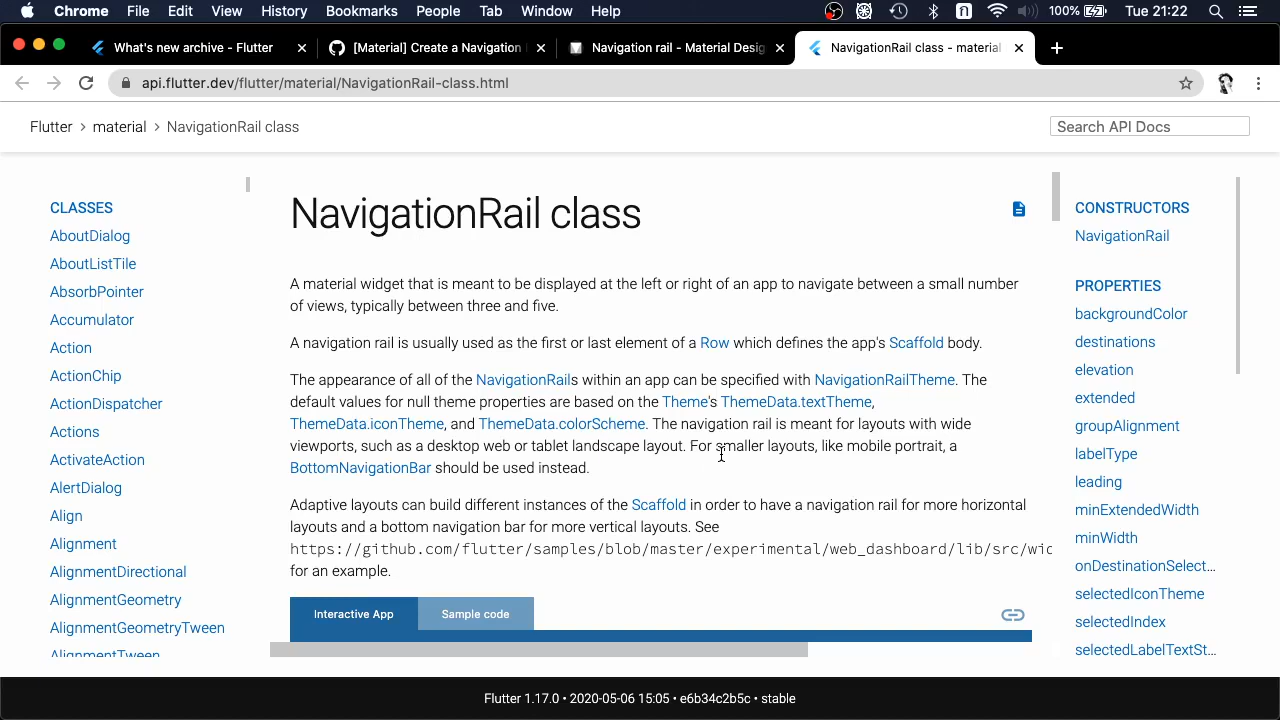 Chrome File Edit View History Bookmarks People Tab Window Help 100% Tue 21:22
What's new archive - Flutter
[Material] Create a Navigation
Navigation rail - Material Desig
NavigationRail class - material
api.flutter.dev/flutter/material/NavigationRail-class.html
Flutter > material > NavigationRail class
Search API Docs
CLASSES
AboutDialog
AboutListTile
AbsorbPointer
Accumulator
Action
ActionChip
ActionDispatcher
Actions
ActivateAction
AlertDialog
Align
Alignment
AlignmentDirectional
AlignmentGeometry
AlignmentGeometryTween
AlignmentTween
NavigationRail class
A material widget that is meant to be displayed at the left or right of an app to navigate between a small number
of views, typically between three and five.
A navigation rail is usually used as the first or last element of a Row which defines the app's Scaffold body.
The appearance of all of the NavigationRails within an app can be specified with NavigationRailTheme. The
default values for null theme properties are based on the Theme's ThemeData.textTheme,
ThemeData.iconTheme, and ThemeData.colorScheme. The navigation rail is meant for layouts with wide
viewports, such as a desktop web or tablet landscape layout. For smaller layouts, like mobile portrait, a
BottomNavigationBar should be used instead.
Adaptive layouts can build different instances of the Scaffold in order to have a navigation rail for more horizontal
layouts and a bottom navigation bar for more vertical layouts. See
https://github.com/flutter/samples/blob/master/experimental/web_dashboard/lib/src/wid
for an example.
Interactive App Sample code
CONSTRUCTORS
NavigationRail
PROPERTIES
backgroundColor
destinations
elevation
extended
groupAlignment
labelType
leading
minExtendedWidth
minWidth
onDestinationSelect...
selectedIconTheme
selectedIndex
selectedLabelTextSt...
Flutter 1.17.0 • 2020-05-06 15:05 • e6b34c2b5c • stable